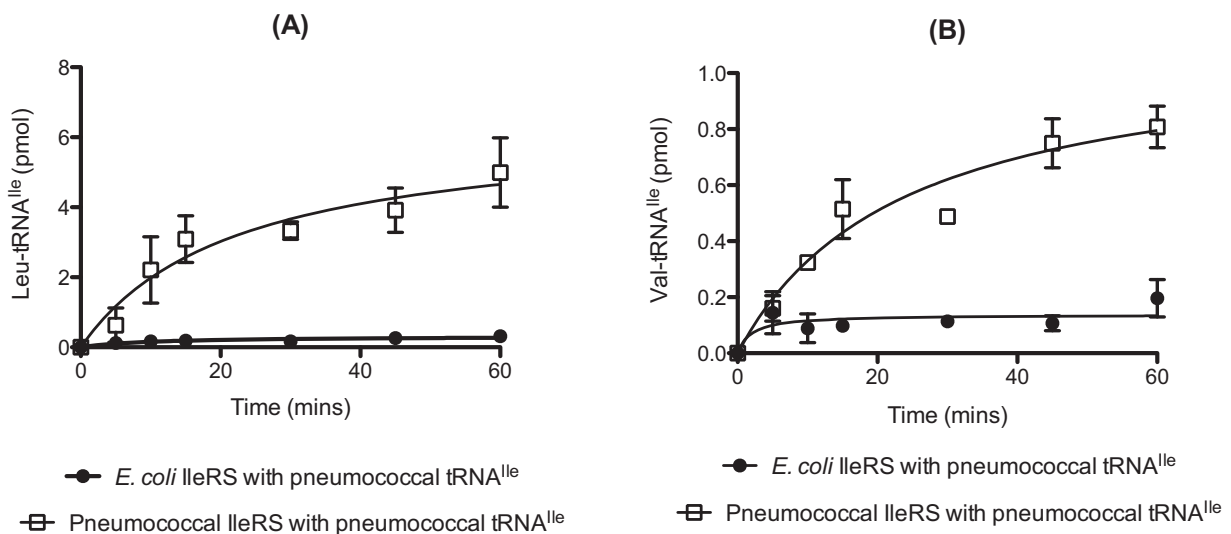 (A)
8
6
4
2
0
Leu-tRNA^Ile (pmol)
0 20 40 60
Time (mins)
E. coli IleRS with pneumococcal tRNA^Ile
Pneumococcal IleRS with pneumococcal tRNA^Ile
(B)
1.0
0.8
0.6
0.4
0.2
0.0
Val-tRNA^Ile (pmol)
0 20 40 60
Time (mins)
E. coli IleRS with pneumococcal tRNA^Ile
Pneumococcal IleRS with pneumococcal tRNA^Ile